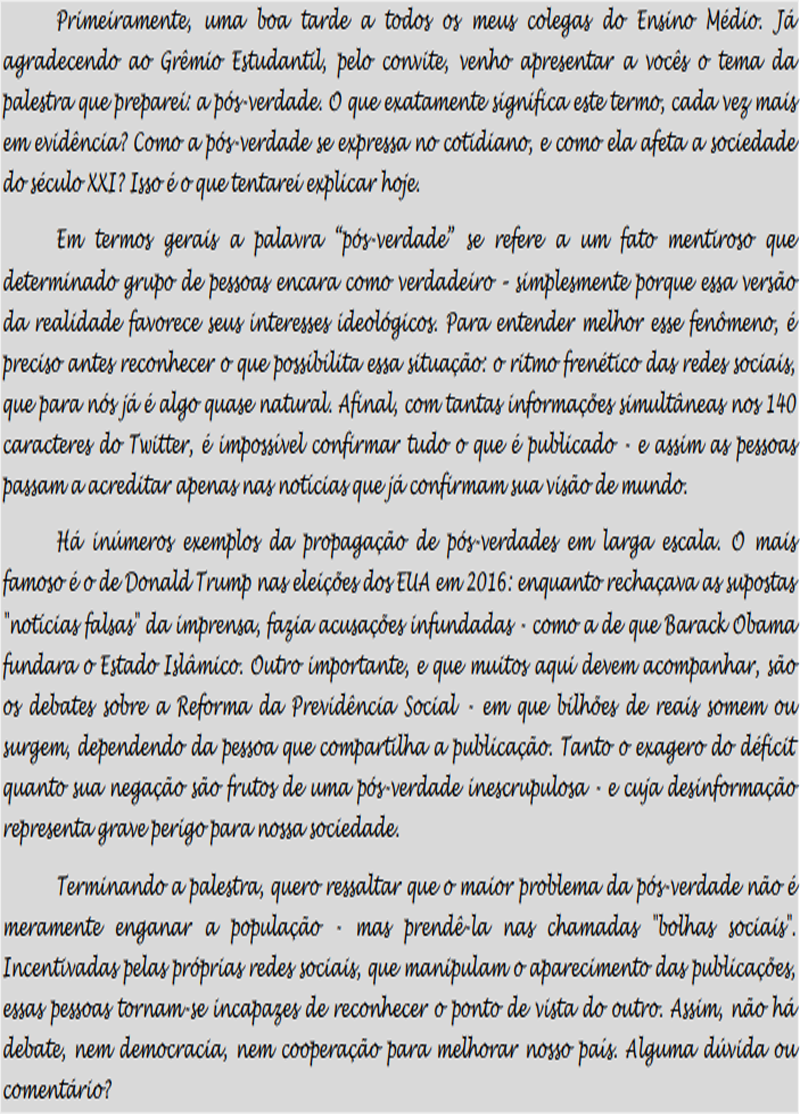 Primeiramente, uma boa tarde a todos os meus colegas do Ensino Médio. Já
agradecendo ao Grêmio Estudantil, pelo convite, venho apresentar a vocês o tema da
palestra que preparei: a pós-verdade. O que exatamente significa este termo, cada vez mais
em evidência? Como a pós-verdade se expressa no cotidiano, e como ela afeta a sociedade
do século XXI? Isso é o que tentarei explicar hoje.
Em termos gerais a palavra “pós-verdade” se refere a um fato mentiroso que
determinado grupo de pessoas encara como verdadeiro - simplesmente porque essa versão
da realidade favorece seus interesses ideológicos. Para entender melhor esse fenômeno, é
preciso antes reconhecer o que possibilita essa situação: o ritmo frenético das redes sociais,
que para nós já é algo quase natural. Afinal, com tantas informações simultâneas nos 140
caracteres do Twitter, é impossível confirmar tudo o que é publicado - e assim as pessoas
passam a acreditar apenas nas notícias que já confirmam sua visão de mundo.
Há inúmeros exemplos da propagação de pós-verdades em larga escala. O mais
famoso é o de Donald Trump nas eleições dos EUA em 2016: enquanto rechaçava as supostas
"notícias falsas" da imprensa, fazia acusações infundadas - como a de que Barack Obama
fundara o Estado Islâmico. Outro importante, e que muitos aqui devem acompanhar, são
os debates sobre a Reforma da Previdência Social - em que bilhões de reais somem ou
surgem, dependendo da pessoa que compartilha a publicação. Tanto o exagero do déficit
quanto sua negação são frutos de uma pós-verdade inescrupulosa - e cuja desinformação
representa grave perigo para nossa sociedade.
Terminando a palestra, quero ressaltar que o maior problema da pós-verdade não é
meramente enganar a população - mas prendê-la nas chamadas "bolhas sociais".
Incentivadas pelas próprias redes sociais, que manipulam o aparecimento das publicações,
essas pessoas tornam-se incapazes de reconhecer o ponto de vista do outro. Assim, não há
debate, nem democracia, nem cooperação para melhorar nosso país. Alguma dúvida ou
comentário?